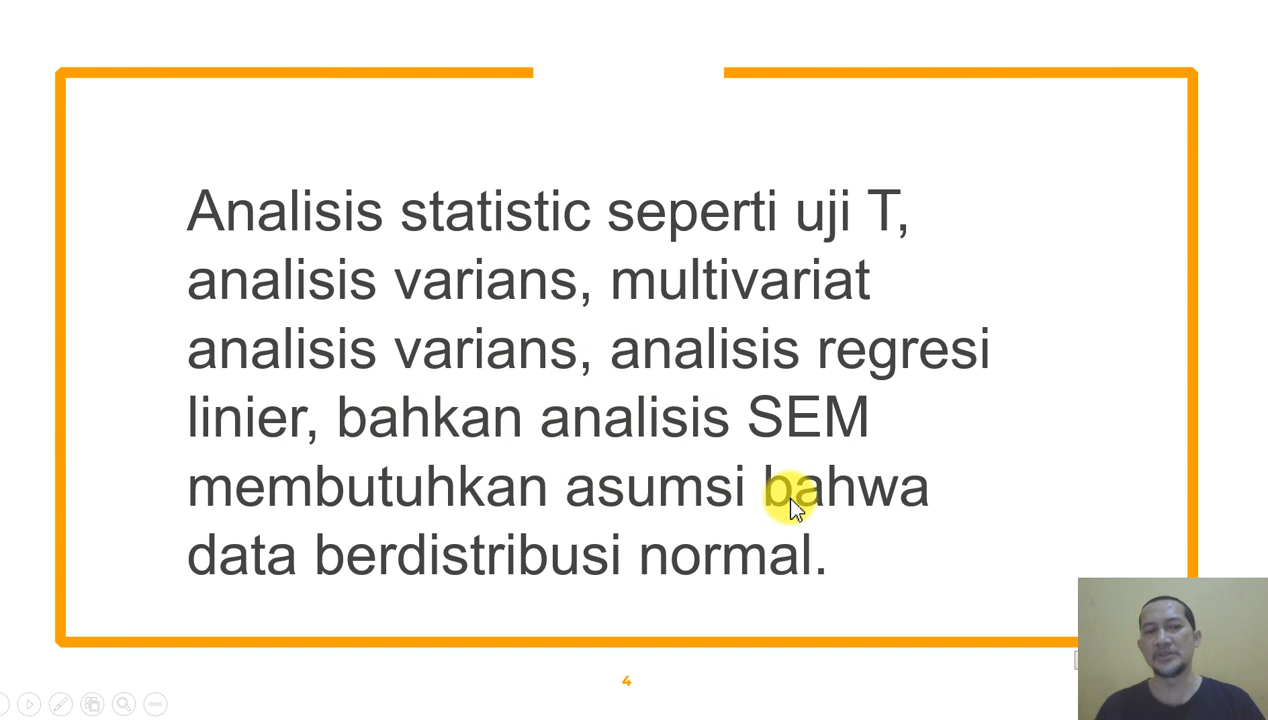 Analisis statistic seperti uji T,
analisis varians, multivariat
analisis varians, analisis regresi
linier, bahkan analisis SEM
membutuhkan asumsi bahwa
data berdistribusi normal.
4